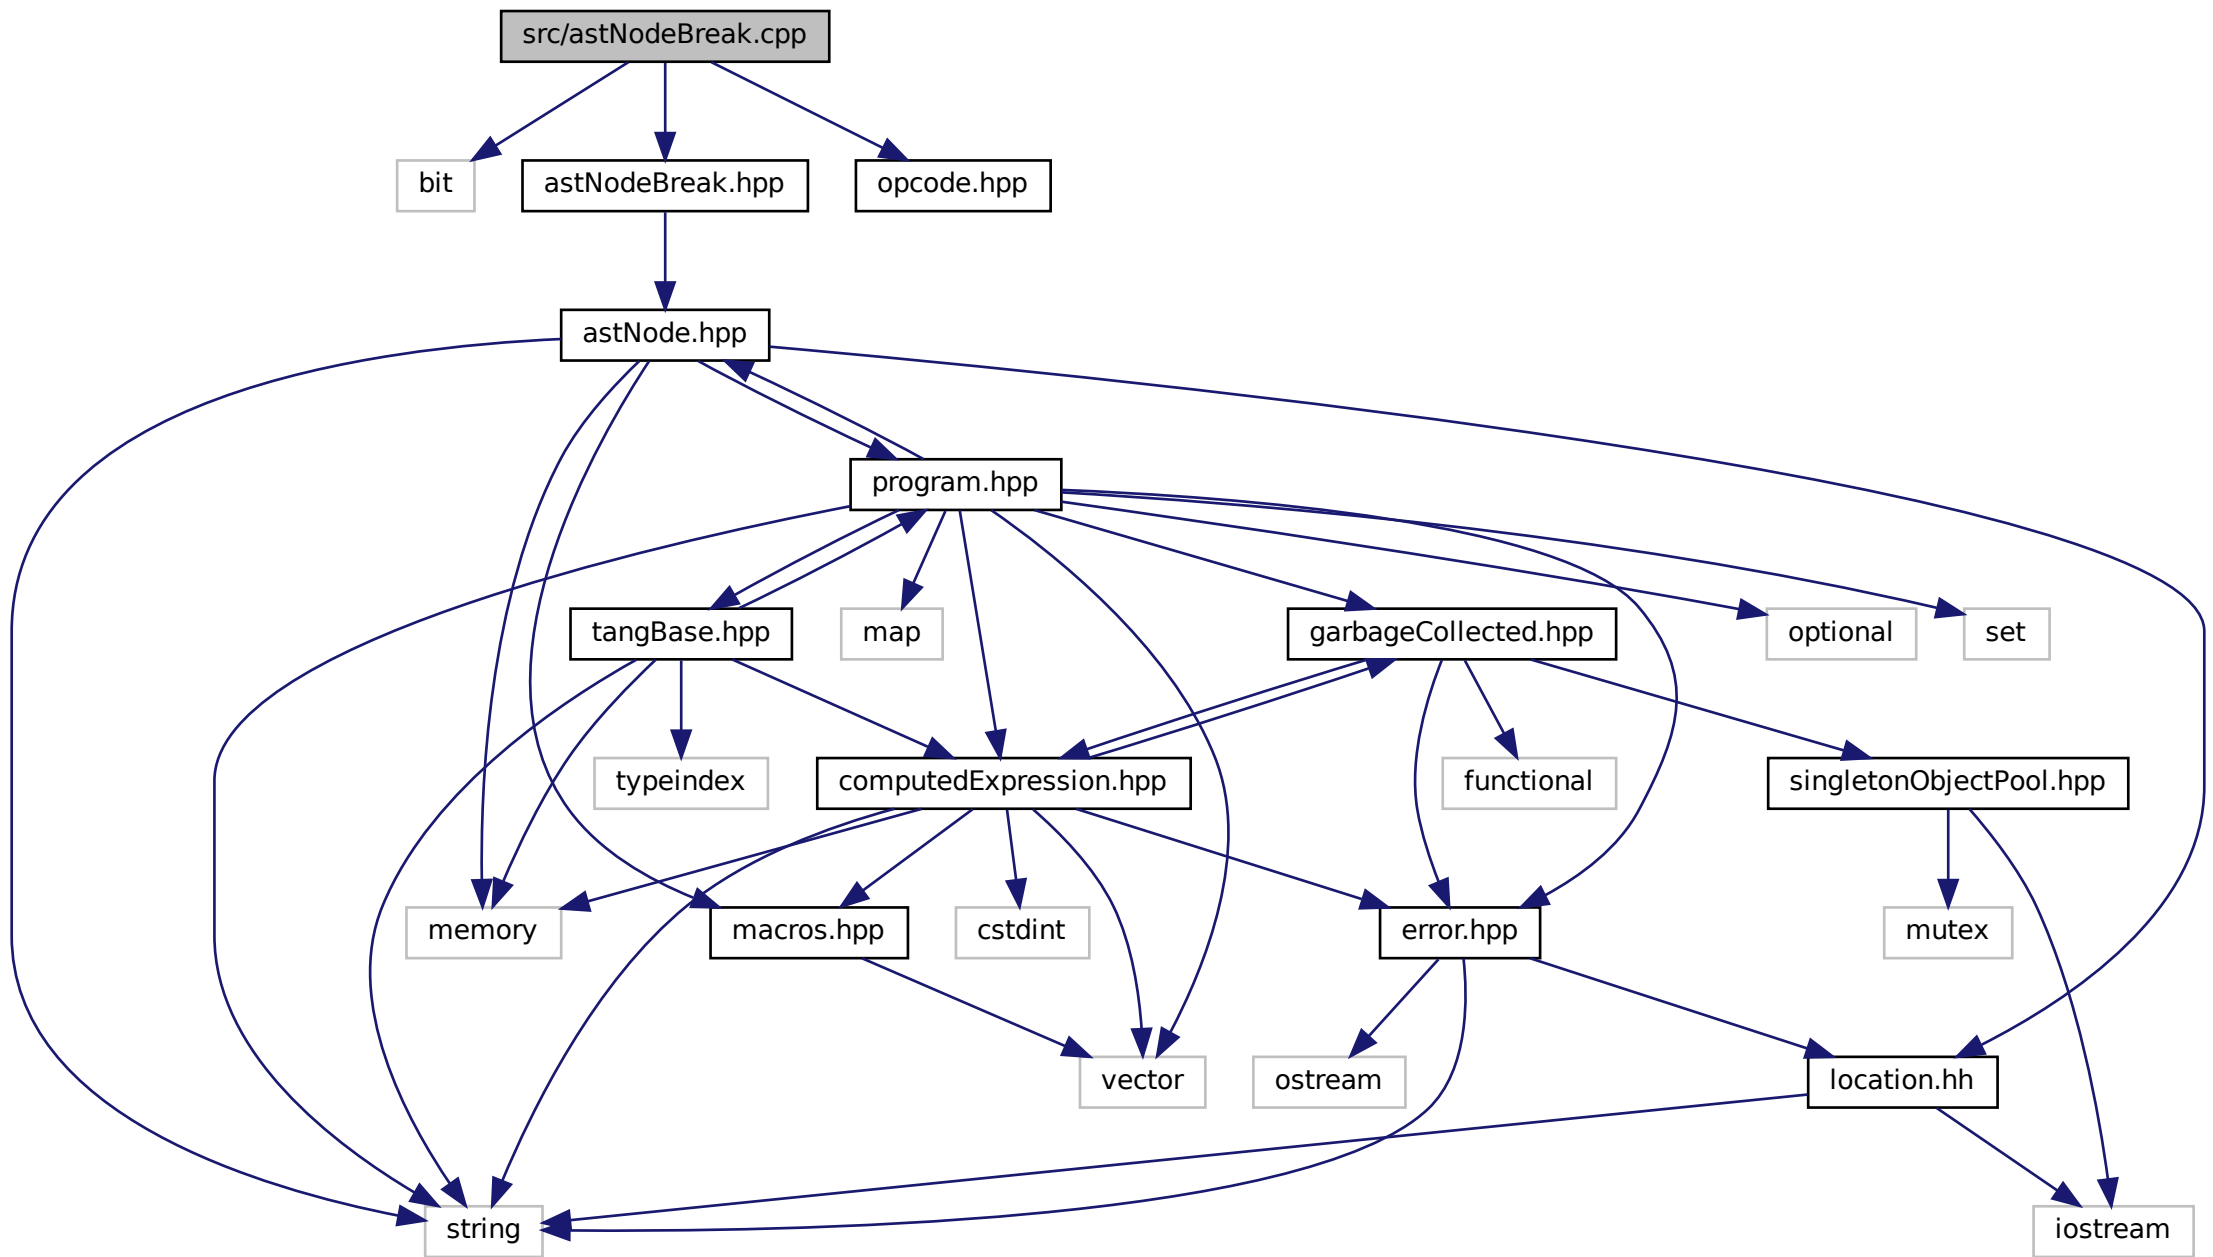 src/astNodeBreak.cpp
bit
astNodeBreak.hpp
opcode.hpp
astNode.hpp
program.hpp
tangBase.hpp
map
garbageCollected.hpp
optional
set
typeindex
computedExpression.hpp
functional
singletonObjectPool.hpp
memory
macros.hpp
cstdint
error.hpp
mutex
vector
ostream
location.hh
string
iostream